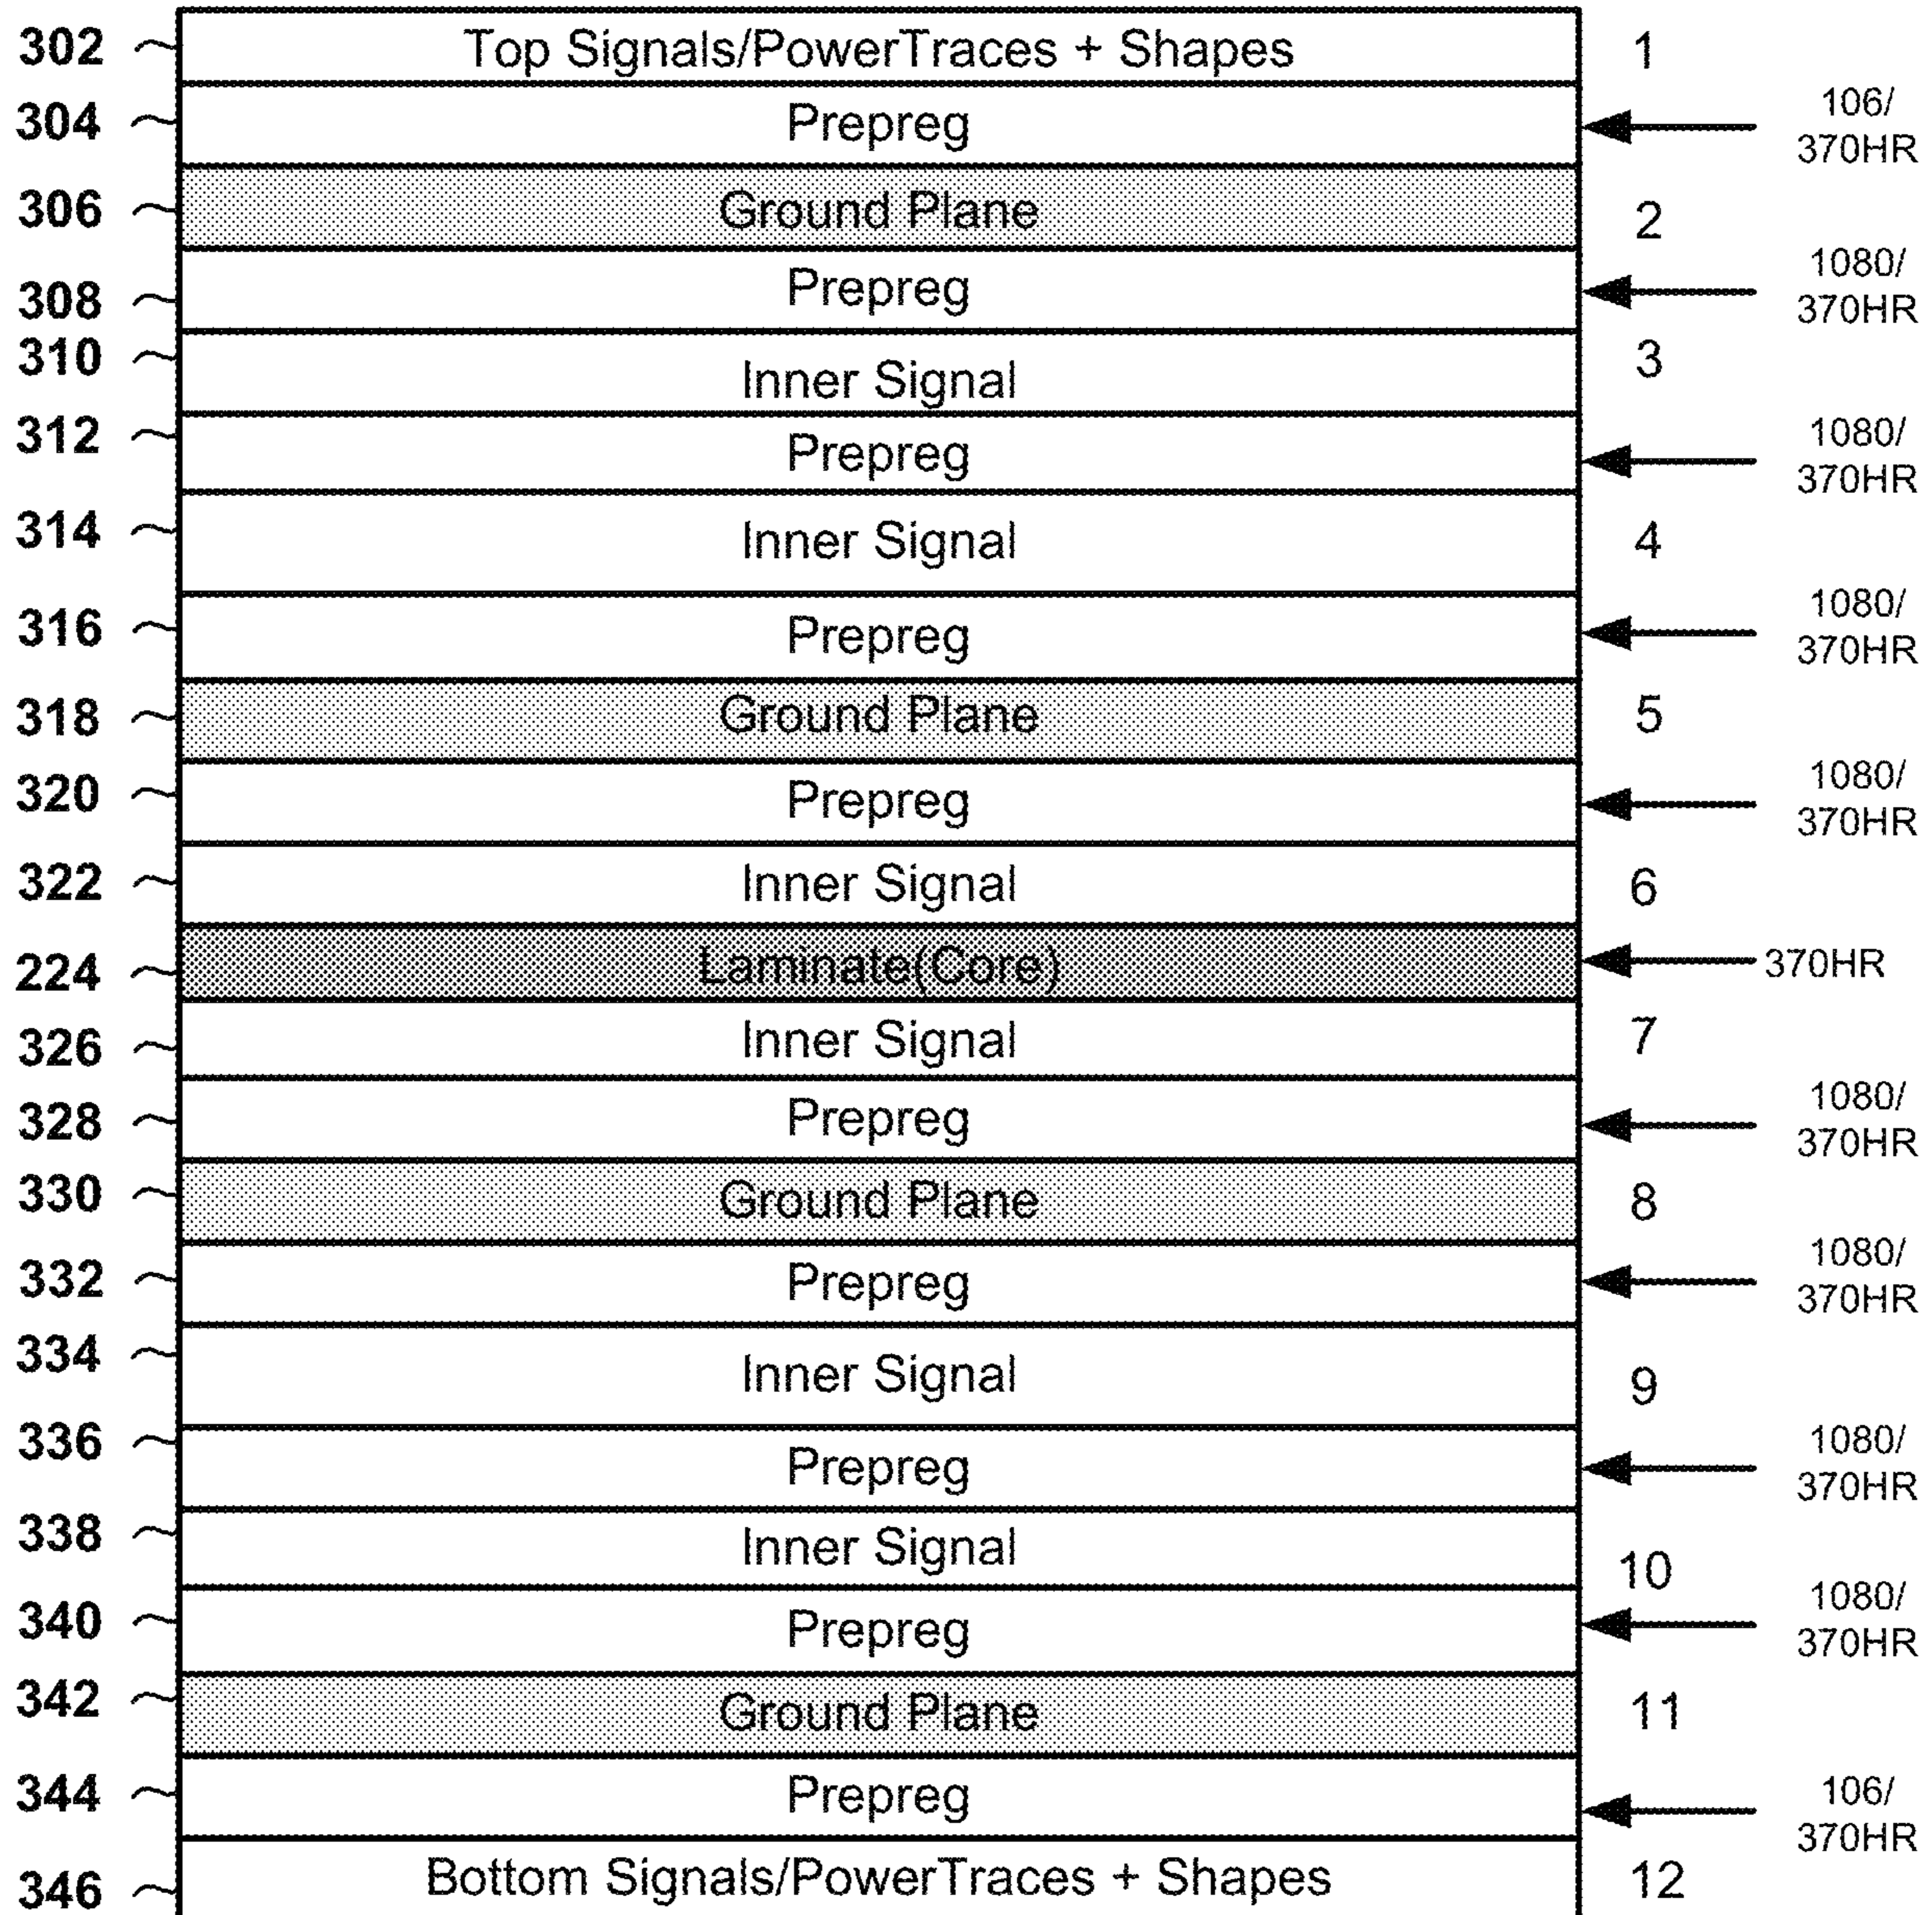 302 Top Signals/PowerTraces + Shapes 1
304 Prepreg 106/
370HR
306 Ground Plane 2
308 Prepreg 1080/
370HR
310 Inner Signal 3
312 Prepreg 1080/
370HR
314 Inner Signal 4
316 Prepreg 1080/
370HR
318 Ground Plane 5
320 Prepreg 1080/
370HR
322 Inner Signal 6
224 Laminate(Core) 370HR
326 Inner Signal 7
328 Prepreg 1080/
370HR
330 Ground Plane 8
332 Prepreg 1080/
370HR
334 Inner Signal 9
336 Prepreg 1080/
370HR
338 Inner Signal 10
340 Prepreg 1080/
370HR
342 Ground Plane 11
344 Prepreg 106/
370HR
346 Bottom Signals/PowerTraces + Shapes 12